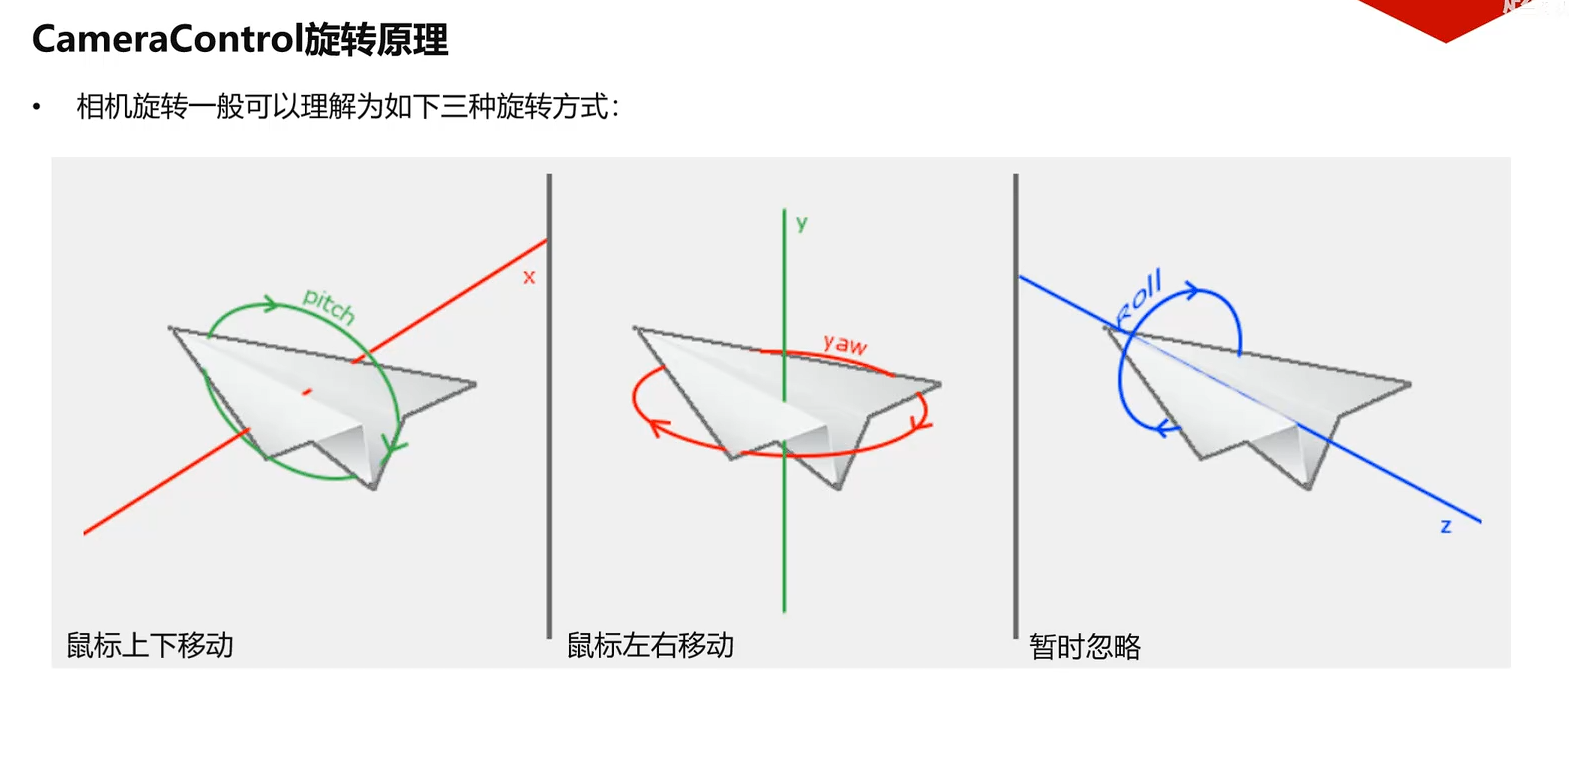 CameraControl旋转原理
• 相机旋转一般可以理解为如下三种旋转方式：
x
pitch
鼠标上下移动
y
yaw
鼠标左右移动
Roll
z
暂时忽略